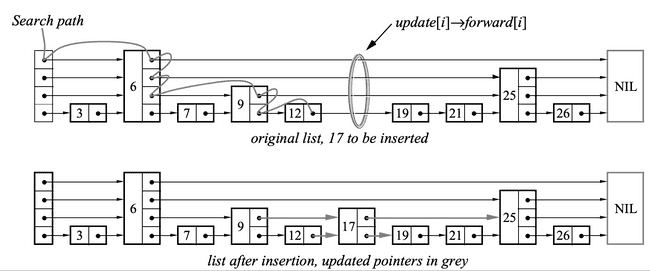 Search path
update[i]→forward[i]
6 NIL
25
9
3 7 12 19 21 26
original list, 17 to be inserted
6 NIL
25
9 17
3 7 12 19 21 26
list after insertion, updated pointers in grey